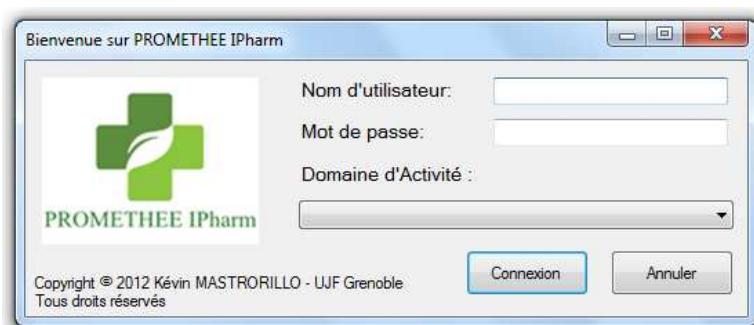 Bienvenue sur PROMETHEE IPharm
Nom d'utilisateur:
Mot de passe:
Domaine d'Activité :
PROMETHEE IPharm
Connexion
Annuler
Copyright © 2012 Kévin MASTRORILLO - UJF Grenoble
Tous droits réservés